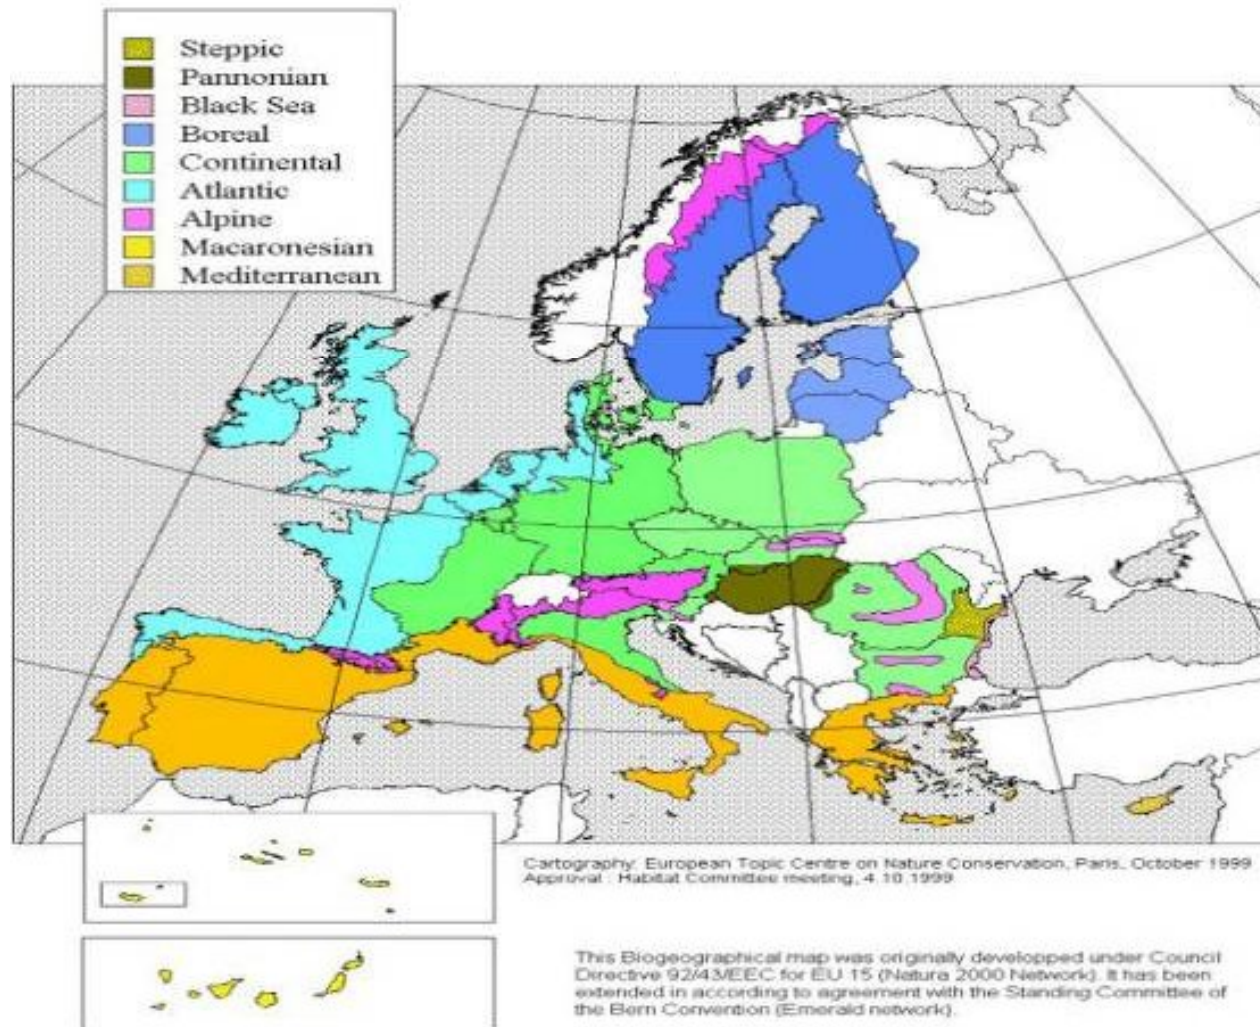 Steppic
Pannonian
Black Sea
Boreal
Continental
Atlantic
Alpine
Macaronesian
Mediterranean
Cartography: European Topic Centre on Nature Conservation, Paris, October 1999
Approval : Habitat Committee meeting, 4.10.1999
This Biogeographical map was originally developped under Council
Directive 92/43/EEC for EU 15 (Natura 2000 Network). It has been
extended in according to agreement with the Standing Committee of
the Bern Convention (Emerald network).